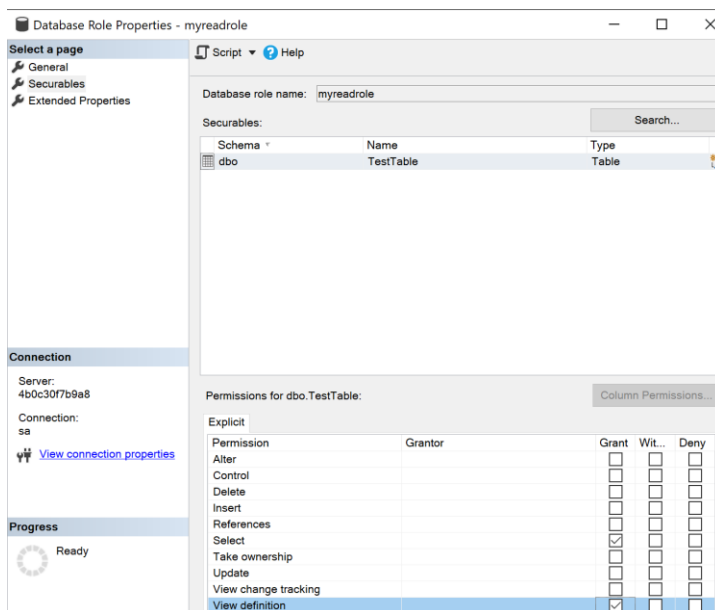 Database Role Properties - myreadrole
Select a page
General
Securables
Extended Properties
Script Help
Database role name: myreadrole
Securables: Search...
Schema Name Type
dbo TestTable Table
Connection
Server:
4b0c30f7b9a8
Connection:
sa
View connection properties
Progress
Ready
Permissions for dbo.TestTable: Column Permissions...
Explicit
Permission Grantor Grant Wit... Deny
Alter
Control
Delete
Insert
References
Select
Take ownership
Update
View change tracking
View definition